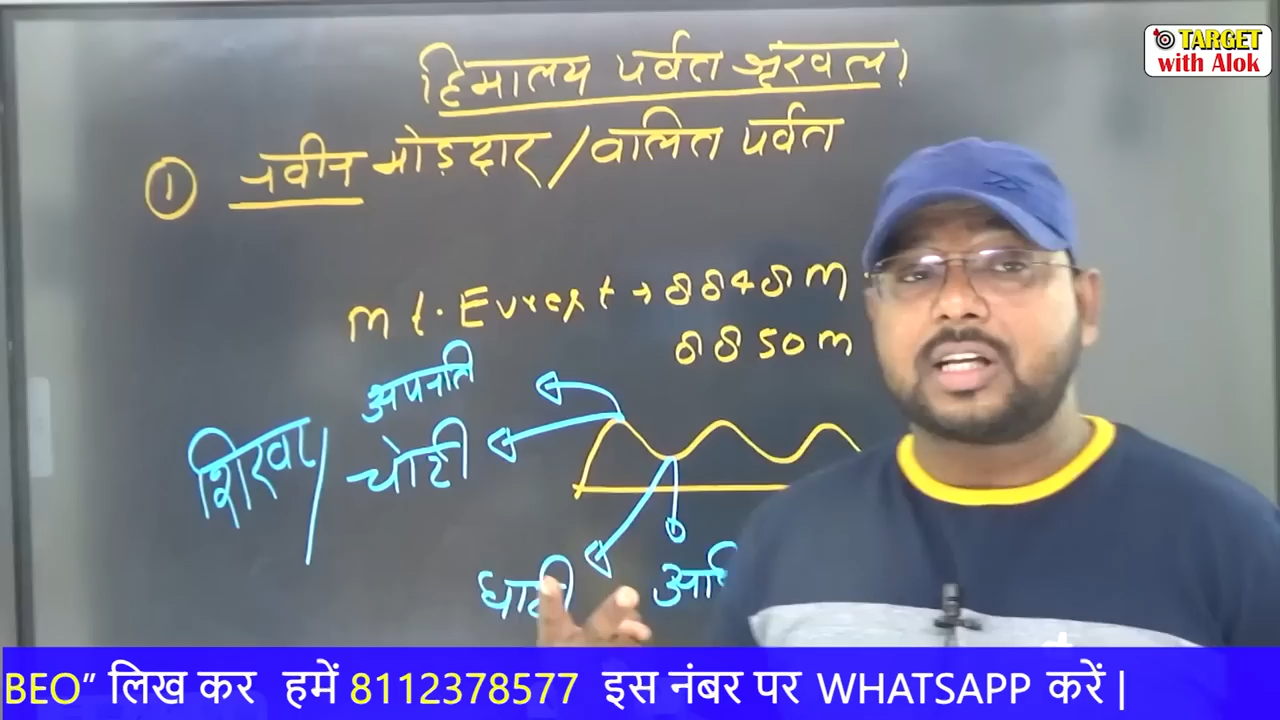 TARGET
with Alok
हिमालय पर्वत श्रृंखला
① नवीन मोड़दार / वलित पर्वत
Mt. Evrest → 8848 m
8850 m
अपनति
शिखर / चोटी
घाटी
BEO” लिख कर हमें 8112378577 इस नंबर पर WHATSAPP करें |